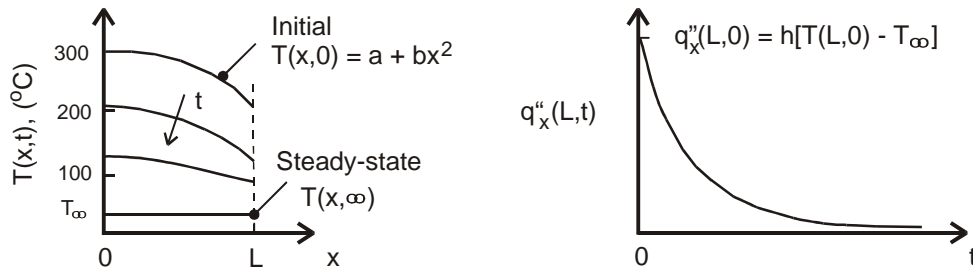 T(x,t), (°C)
300
200
100
T∞
0
L
x
Initial
T(x,0) = a + bx²
t
Steady-state
T(x,∞)
q"x(L,0) = h[T(L,0) - T∞]
q"x(L,t)
0
t